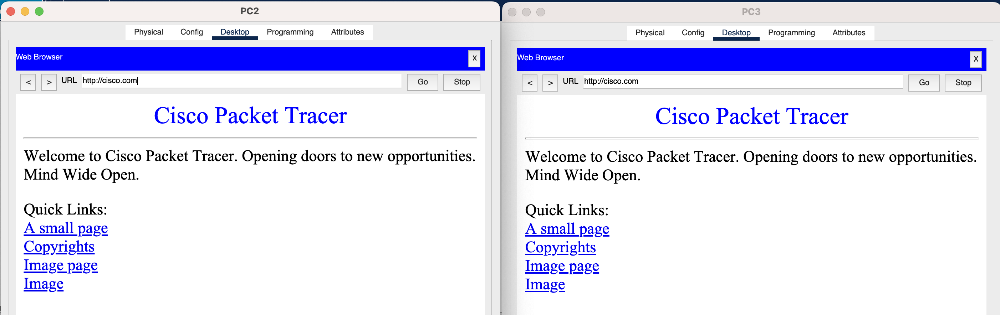 PC2
Physical Config Desktop Programming Attributes
Web Browser
X
< > URL http://cisco.com Go Stop
Cisco Packet Tracer
Welcome to Cisco Packet Tracer. Opening doors to new opportunities.
Mind Wide Open.
Quick Links:
A small page
Copyrights
Image page
Image
PC3
Physical Config Desktop Programming Attributes
Web Browser
X
< > URL http://cisco.com Go Stop
Cisco Packet Tracer
Welcome to Cisco Packet Tracer. Opening doors to new opportunities.
Mind Wide Open.
Quick Links:
A small page
Copyrights
Image page
Image